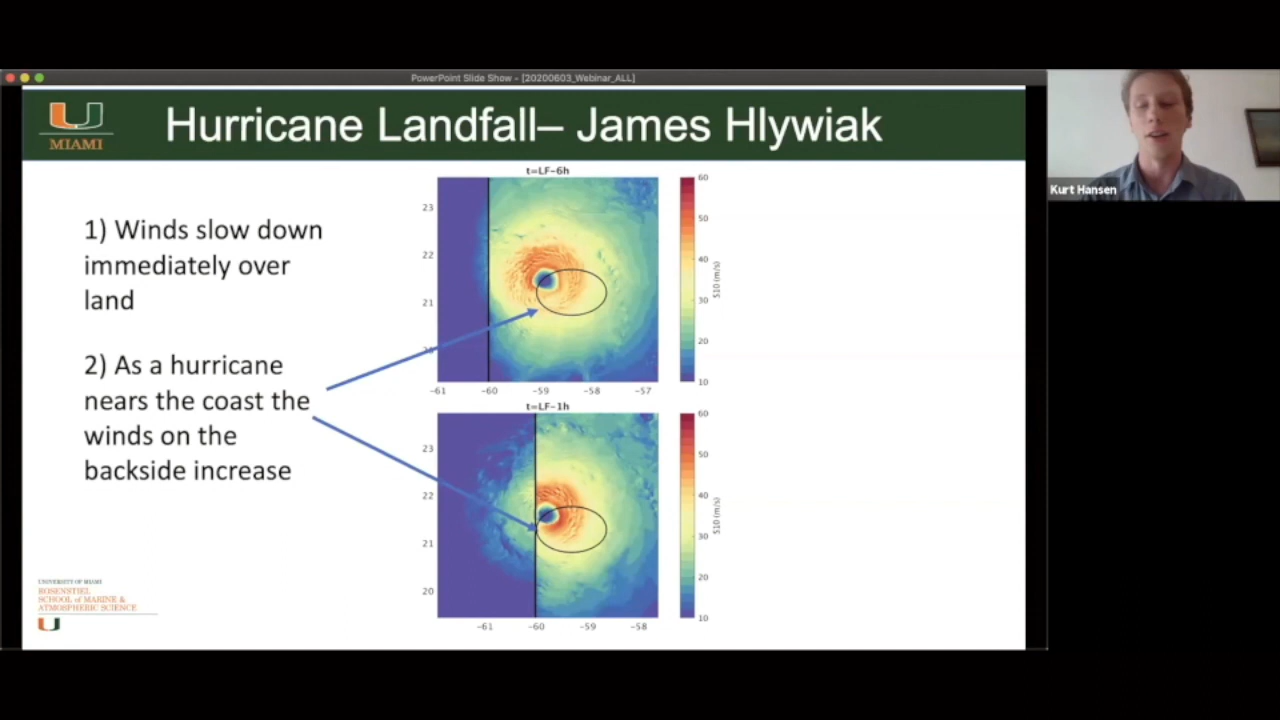 PowerPoint Slide Show - [20200603_Webinar_ALL]
MIAMI
Hurricane Landfall– James Hlywiak
Kurt Hansen
1) Winds slow down
immediately over
land
2) As a hurricane
nears the coast the
winds on the
backside increase
t=LF-6h
23
22
21
-61
-60
-59
-58
-57
60
50
40
30
20
10
S10 (m/s)
t=LF-1h
23
22
21
20
-61
-60
-59
-58
60
50
40
30
20
10
S10 (m/s)
UNIVERSITY OF MIAMI
ROSENSTIEL
SCHOOL of MARINE &
ATMOSPHERIC SCIENCE